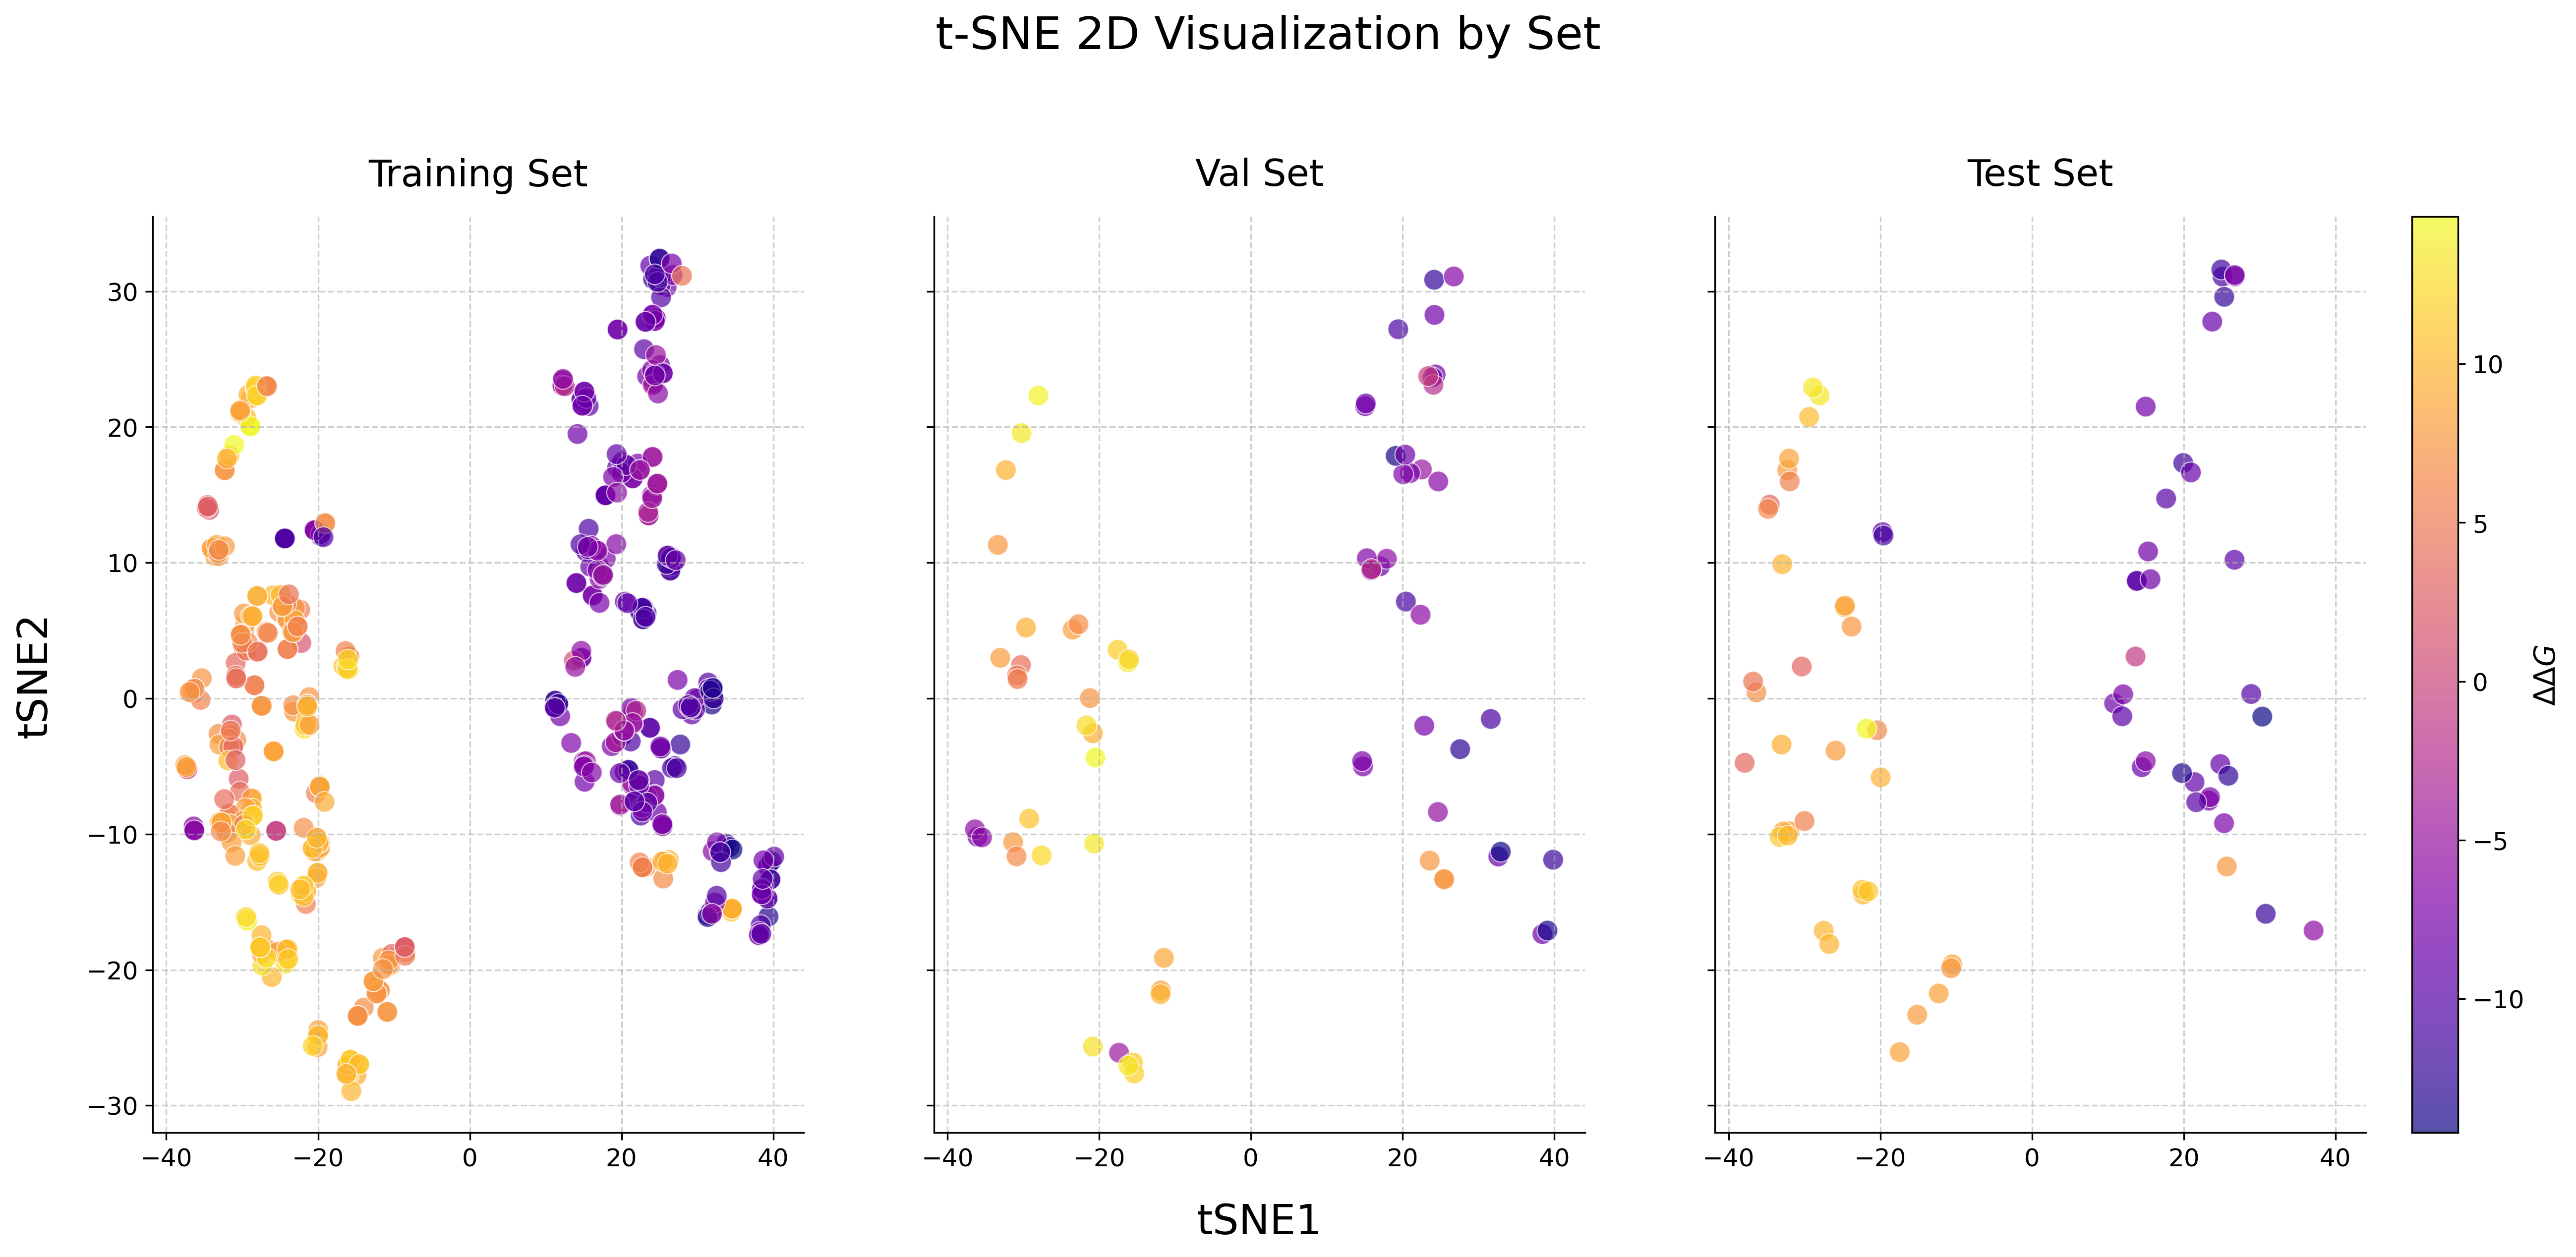 t-SNE 2D Visualization by Set
Training Set
Val Set
Test Set
30
20
10
0
−10
−20
−30
tSNE2
−40 −20 0 20 40
−40 −20 0 20 40
−40 −20 0 20 40
tSNE1
10
5
0
−5
−10
ΔΔG